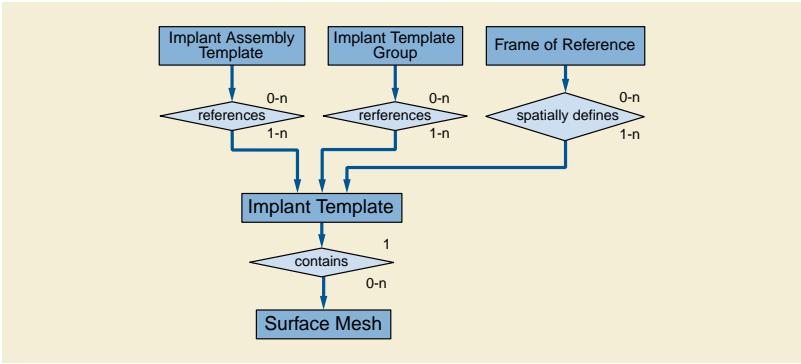 Implant Assembly
Template
Implant Template
Group
Frame of Reference
0-n
0-n
0-n
references
rerferences
spatially defines
1-n
1-n
1-n
Implant Template
1
contains
0-n
Surface Mesh